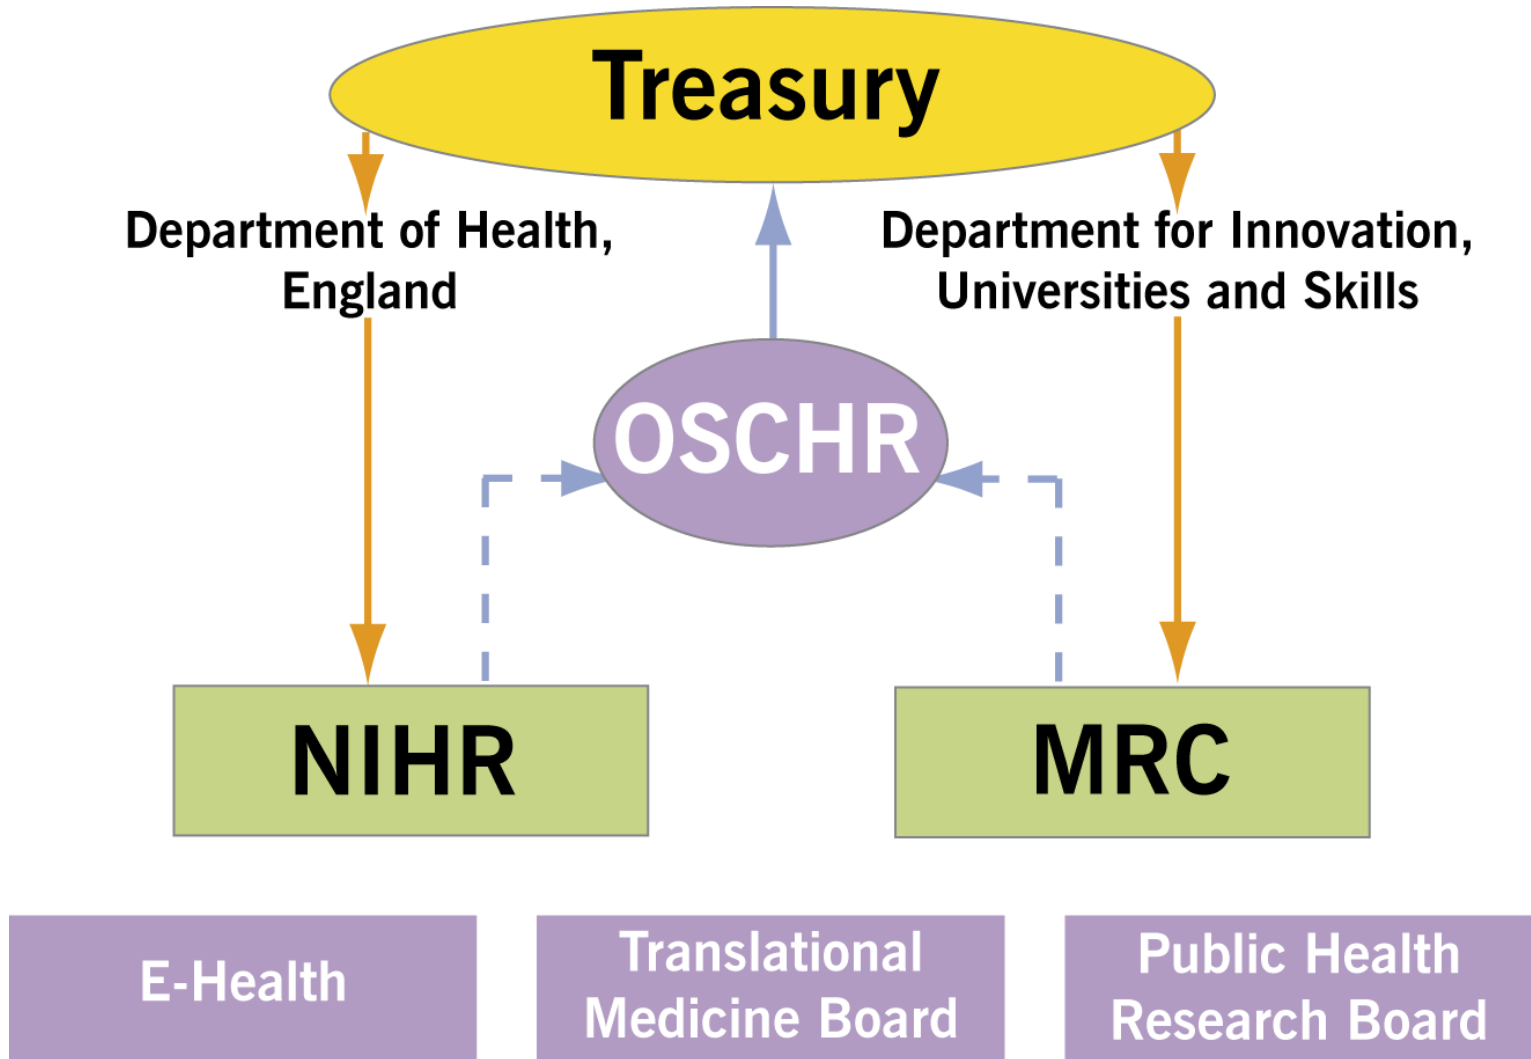 Treasury
Department of Health,
England
Department for Innovation,
Universities and Skills
OSCHR
NIHR
MRC
E-Health
Translational
Medicine Board
Public Health
Research Board